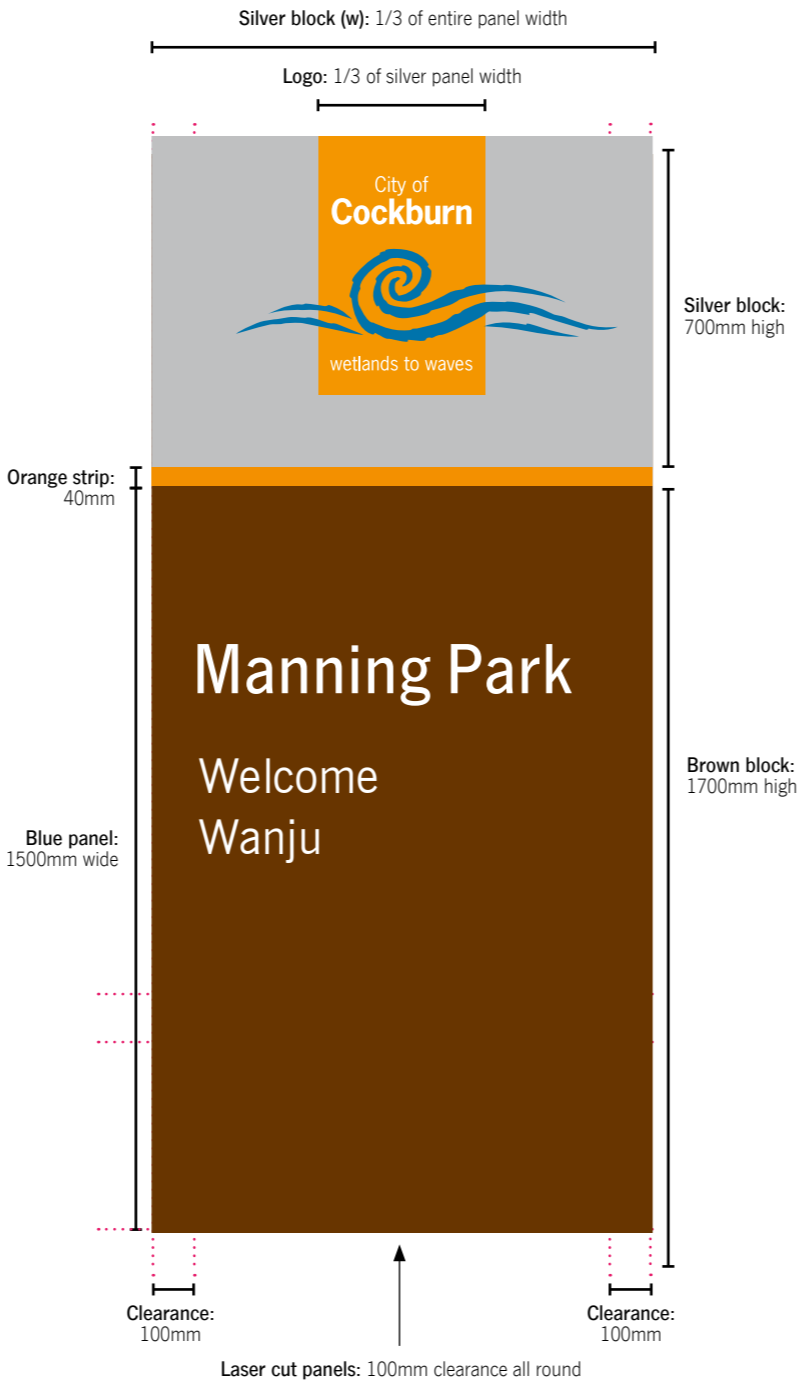 Silver block (w): 1/3 of entire panel width
Logo: 1/3 of silver panel width
City of
Cockburn
wetlands to waves
Silver block:
700mm high
Orange strip:
40mm
Manning Park
Welcome
Wanju
Brown block:
1700mm high
Blue panel:
1500mm wide
Clearance:
100mm
Clearance:
100mm
Laser cut panels: 100mm clearance all round